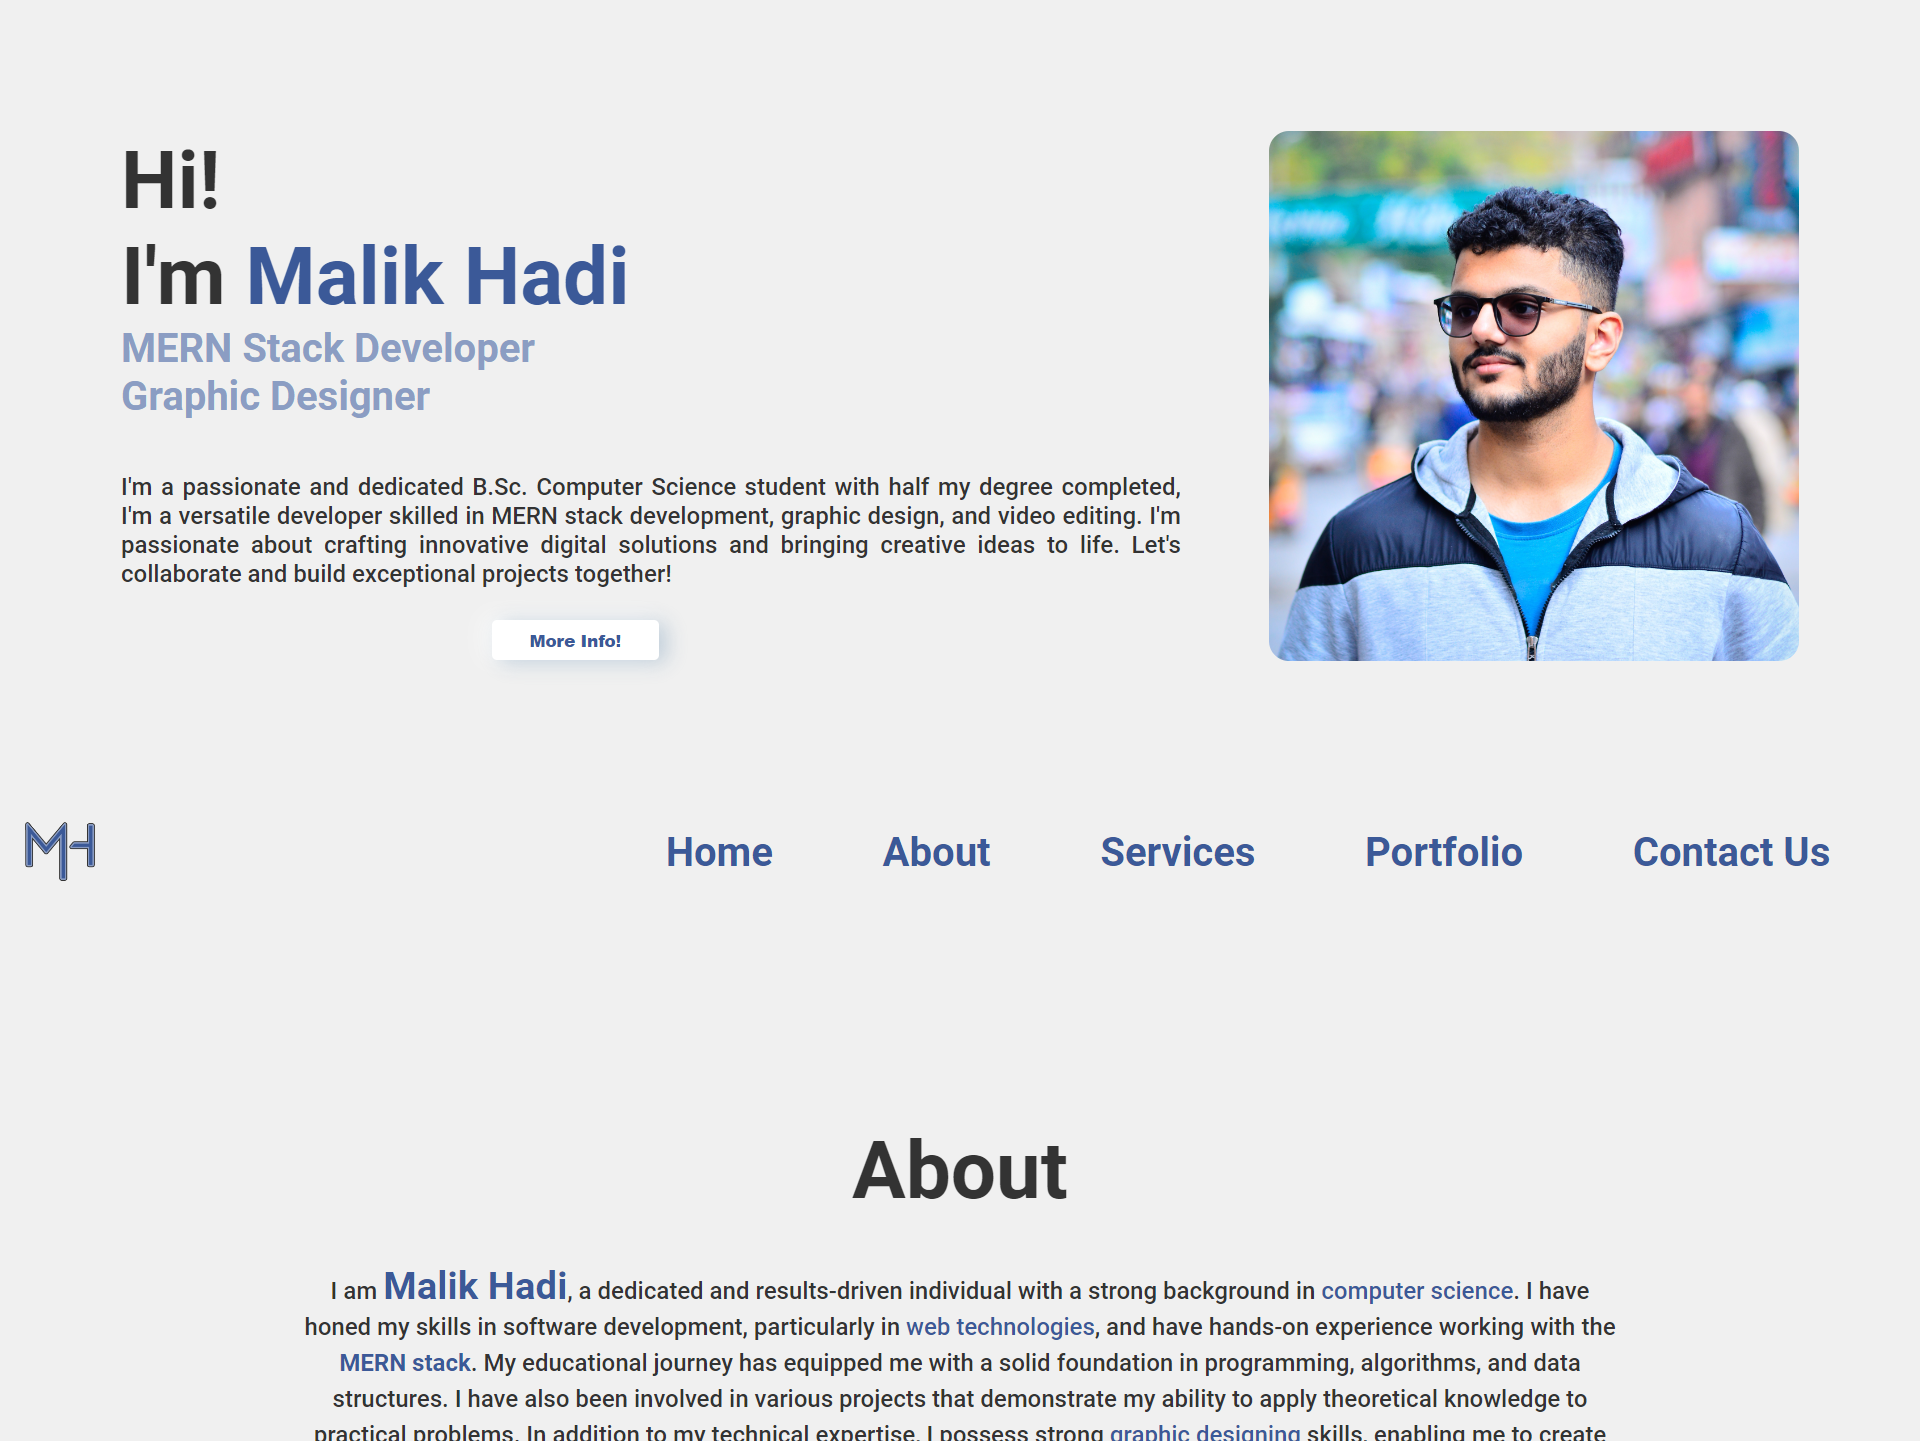 Hi!
I'm Malik Hadi
MERN Stack Developer
Graphic Designer
I'm a passionate and dedicated B.Sc. Computer Science student with half my degree completed,
I'm a versatile developer skilled in MERN stack development, graphic design, and video editing. I'm
passionate about crafting innovative digital solutions and bringing creative ideas to life. Let's
collaborate and build exceptional projects together!
More Info!
MH
Home About Services Portfolio Contact Us
About
I am Malik Hadi, a dedicated and results-driven individual with a strong background in computer science. I have
honed my skills in software development, particularly in web technologies, and have hands-on experience working with the
MERN stack. My educational journey has equipped me with a solid foundation in programming, algorithms, and data
structures. I have also been involved in various projects that demonstrate my ability to apply theoretical knowledge to
practical problems. In addition to my technical expertise, I possess strong graphic designing skills, enabling me to create